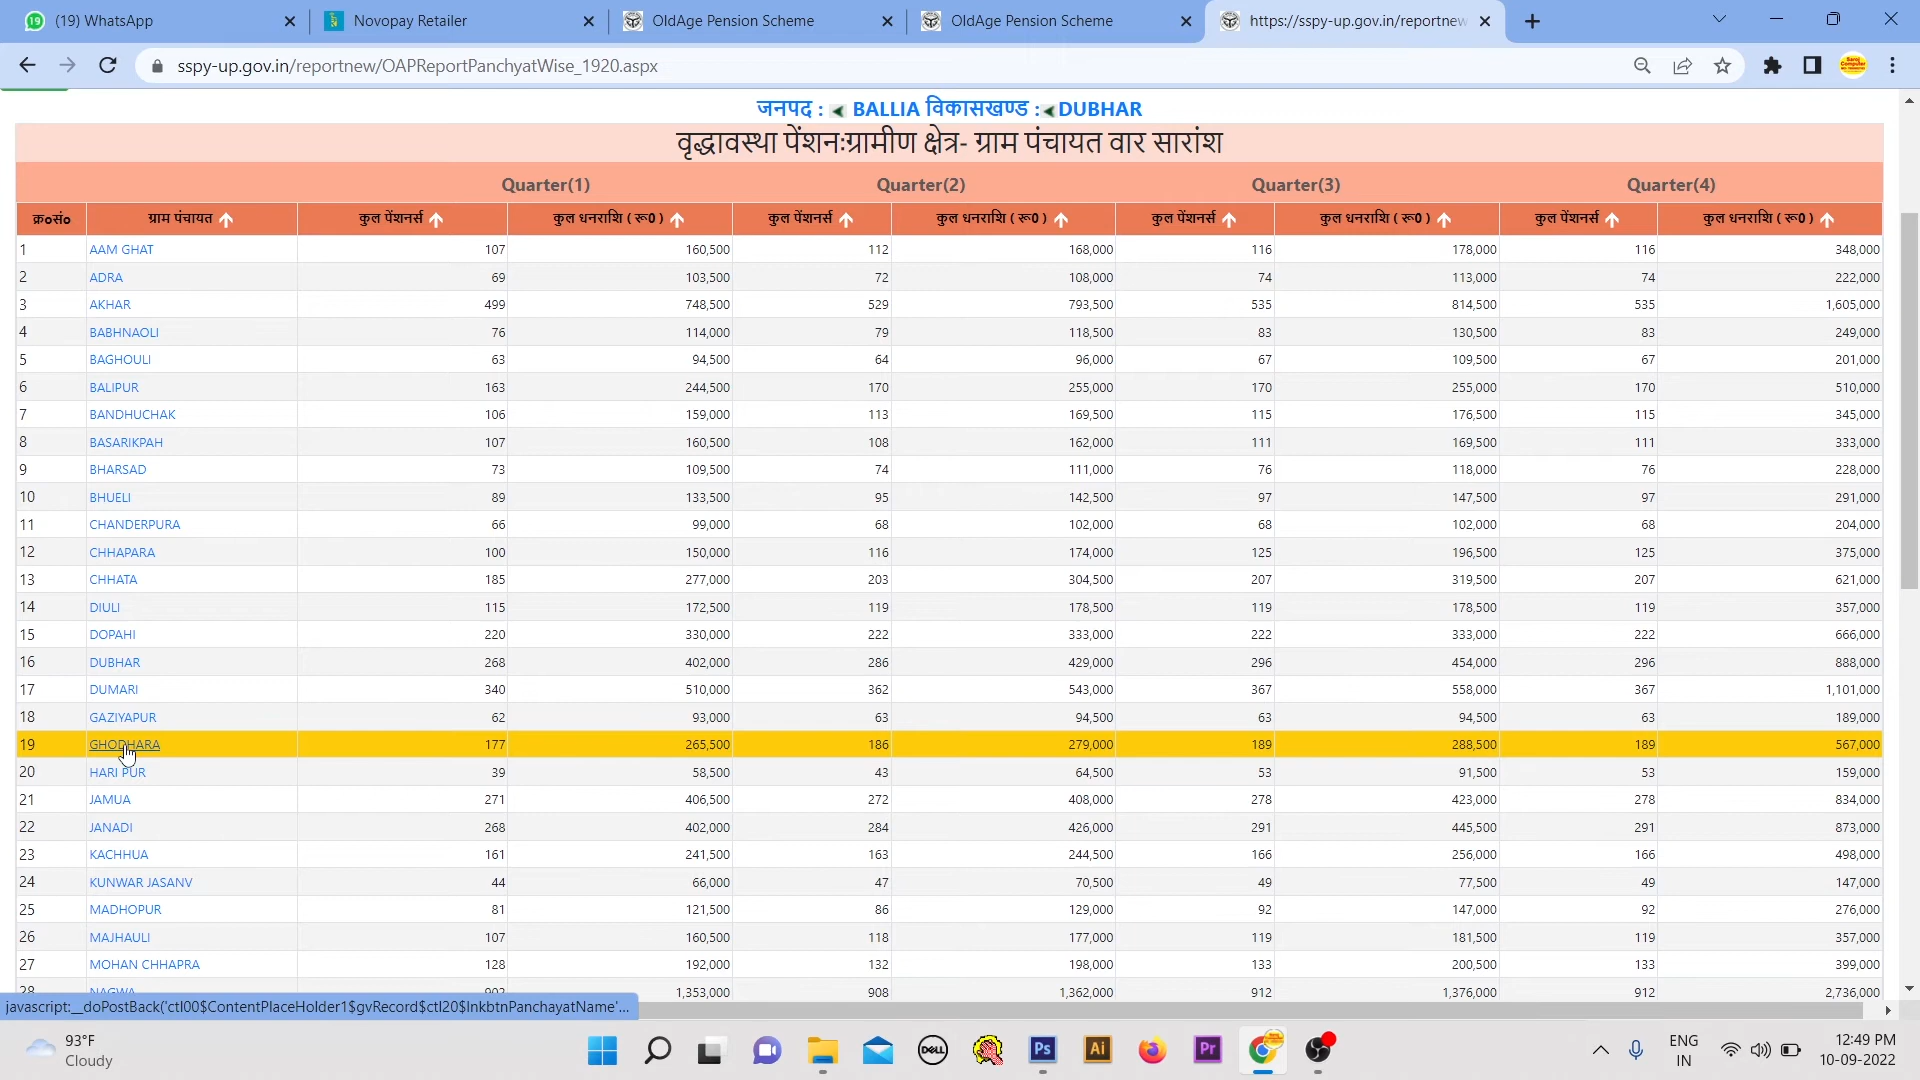 (19) WhatsApp
Novopay Retailer
OldAge Pension Scheme
OldAge Pension Scheme
https://sspy-up.gov.in/reportnew
sspy-up.gov.in/reportnew/OAPReportPanchyatWise_1920.aspx
जनपद : BALLIA विकासखण्ड : DUBHAR
वृद्धावस्था पेंशनःग्रामीण क्षेत्र- ग्राम पंचायत वार सारांश
Quarter(1) Quarter(2) Quarter(3) Quarter(4)
क्र०सं० ग्राम पंचायत कुल पेंशनर्स कुल धनराशि ( रू0 ) कुल पेंशनर्स कुल धनराशि ( रू0 ) कुल पेंशनर्स कुल धनराशि ( रू0 ) कुल पेंशनर्स कुल धनराशि ( रू0 )
1 AAM GHAT 107 160,500 112 168,000 116 178,000 116 348,000
2 ADRA 69 103,500 72 108,000 74 113,000 74 222,000
3 AKHAR 499 748,500 529 793,500 535 814,500 535 1,605,000
4 BABHNAOLI 76 114,000 79 118,500 83 130,500 83 249,000
5 BAGHOULI 63 94,500 64 96,000 67 109,500 67 201,000
6 BALIPUR 163 244,500 170 255,000 170 255,000 170 510,000
7 BANDHUCHAK 106 159,000 113 169,500 115 176,500 115 345,000
8 BASARIKPAH 107 160,500 108 162,000 111 169,500 111 333,000
9 BHARSAD 73 109,500 74 111,000 76 118,000 76 228,000
10 BHUELI 89 133,500 95 142,500 97 147,500 97 291,000
11 CHANDERPURA 66 99,000 68 102,000 68 102,000 68 204,000
12 CHHAPARA 100 150,000 116 174,000 125 196,500 125 375,000
13 CHHATA 185 277,000 203 304,500 207 319,500 207 621,000
14 DIULI 115 172,500 119 178,500 119 178,500 119 357,000
15 DOPAHI 220 330,000 222 333,000 222 333,000 222 666,000
16 DUBHAR 268 402,000 286 429,000 296 454,000 296 888,000
17 DUMARI 340 510,000 362 543,000 367 558,000 367 1,101,000
18 GAZIYAPUR 62 93,000 63 94,500 63 94,500 63 189,000
19 GHODHARA 177 265,500 186 279,000 189 288,500 189 567,000
20 HARI PUR 39 58,500 43 64,500 53 91,500 53 159,000
21 JAMUA 271 406,500 272 408,000 278 423,000 278 834,000
22 JANADI 268 402,000 284 426,000 291 445,500 291 873,000
23 KACHHUA 161 241,500 163 244,500 166 256,000 166 498,000
24 KUNWAR JASANV 44 66,000 47 70,500 49 77,500 49 147,000
25 MADHOPUR 81 121,500 86 129,000 92 147,000 92 276,000
26 MAJHAULI 107 160,500 118 177,000 119 181,500 119 357,000
27 MOHAN CHHAPRA 128 192,000 132 198,000 133 200,500 133 399,000
28 NAGWA 902 1,353,000 908 1,362,000 912 1,376,000 912 2,736,000
javascript:__doPostBack('ctl00$ContentPlaceHolder1$gvRecord$ctl20$lnkbtnPanchayatName'...
93°F
Cloudy
DELL
Ps
Ai
Pr
ENG
IN
12:49 PM
10-09-2022